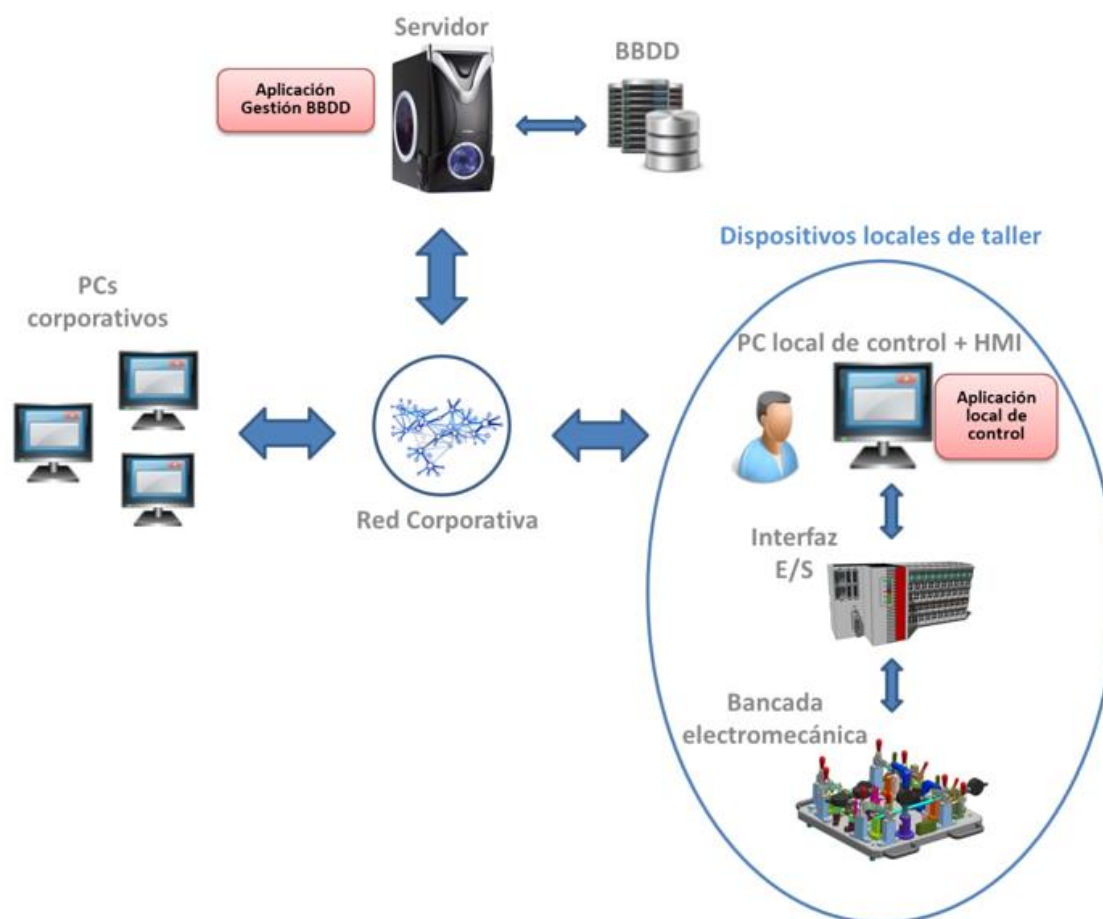 Servidor
BBDD
Aplicación
Gestión BBDD
Dispositivos locales de taller
PCs
corporativos
PC local de control + HMI
Aplicación
local de
control
Red Corporativa
Interfaz
E/S
Bancada
electromecánica